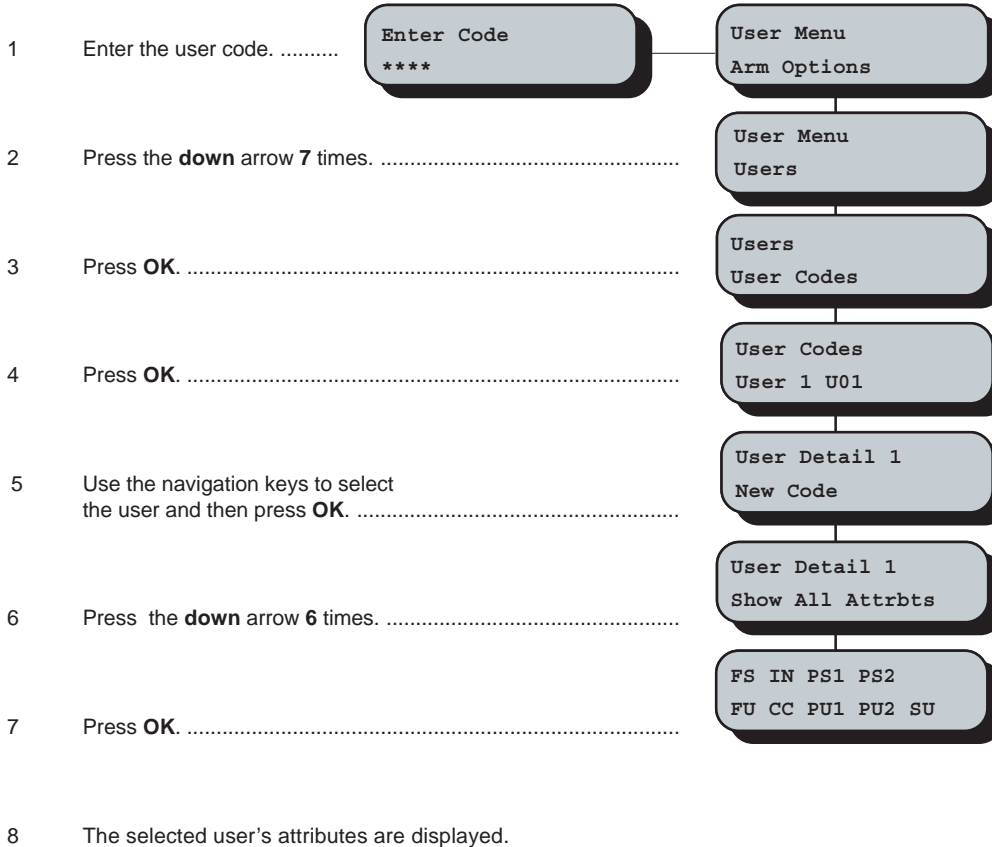 1 Enter the user code. ..........
Enter Code
****
User Menu
Arm Options
2 Press the down arrow 7 times. ....................................................
User Menu
Users
3 Press OK. .....................................................................................
Users
User Codes
4 Press OK. .....................................................................................
User Codes
User 1 U01
5 Use the navigation keys to select
the user and then press OK. ........................................................
User Detail 1
New Code
6 Press the down arrow 6 times. ...................................................
User Detail 1
Show All Attrbts
7 Press OK. .....................................................................................
FS IN PS1 PS2
FU CC PU1 PU2 SU
8 The selected user's attributes are displayed.